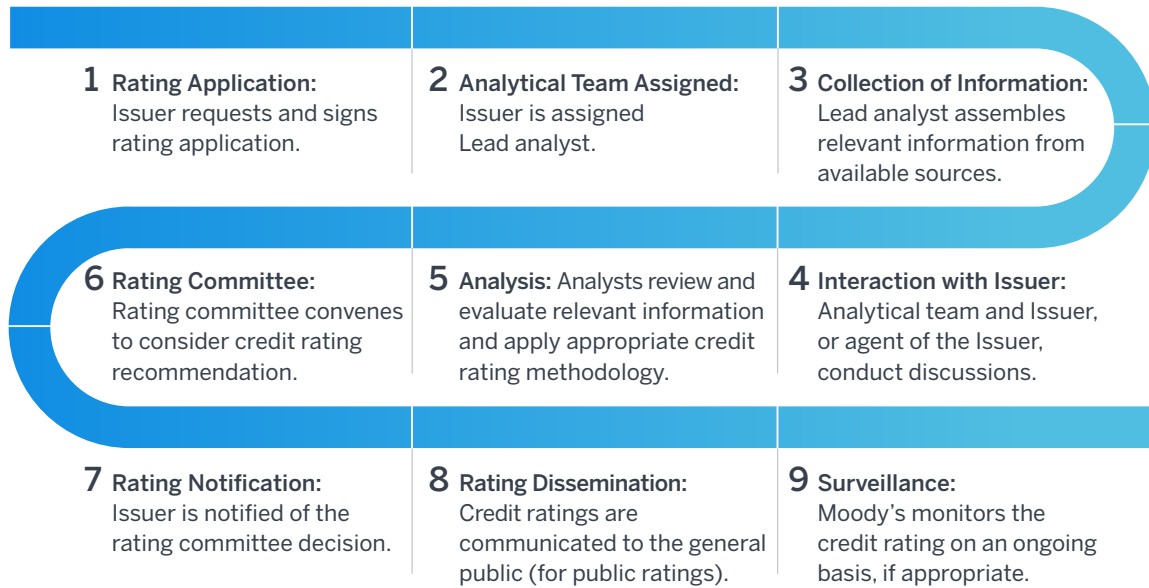 1 Rating Application:
Issuer requests and signs
rating application.
2 Analytical Team Assigned:
Issuer is assigned
Lead analyst.
3 Collection of Information:
Lead analyst assembles
relevant information from
available sources.
4 Interaction with Issuer:
Analytical team and Issuer,
or agent of the Issuer,
conduct discussions.
5 Analysis: Analysts review and
evaluate relevant information
and apply appropriate credit
rating methodology.
6 Rating Committee:
Rating committee convenes
to consider credit rating
recommendation.
7 Rating Notification:
Issuer is notified of the
rating committee decision.
8 Rating Dissemination:
Credit ratings are
communicated to the general
public (for public ratings).
9 Surveillance:
Moody's monitors the
credit rating on an ongoing
basis, if appropriate.